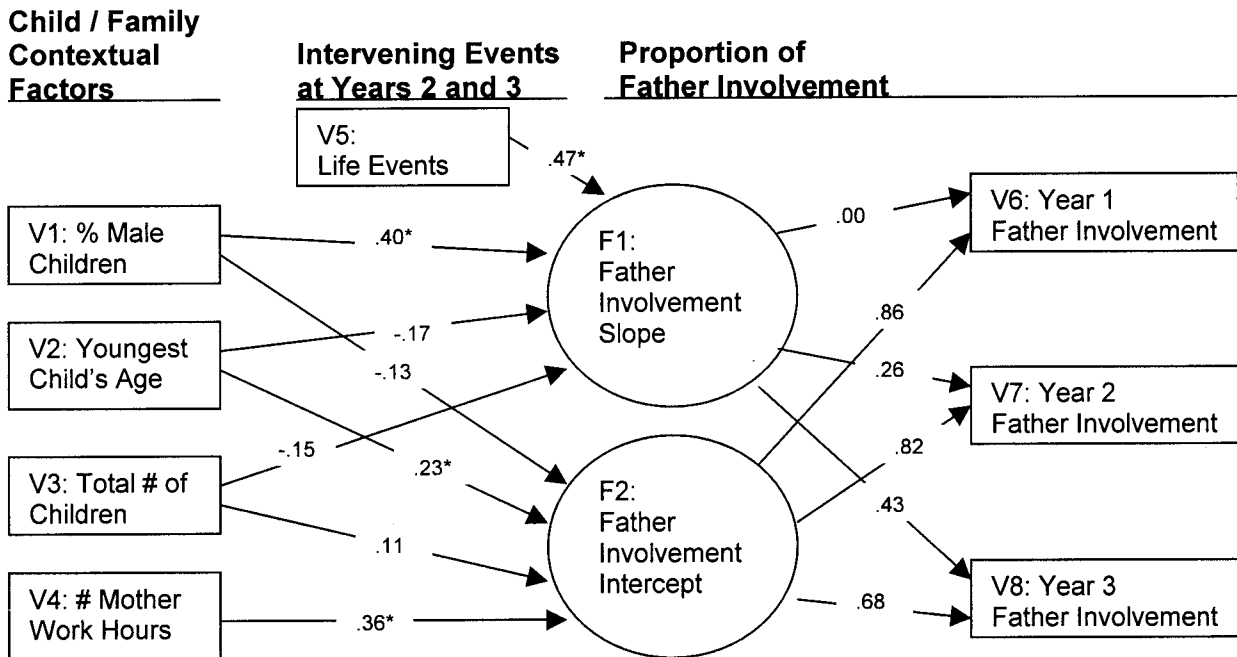 Child / Family
Contextual
Factors
Intervening Events
at Years 2 and 3
Proportion of
Father Involvement
V5:
Life Events
.47*
V1: % Male
Children
.40*
-.13
V2: Youngest
Child's Age
-.17
.23*
V3: Total # of
Children
-.15
.11
V4: # Mother
Work Hours
.36*
F1:
Father
Involvement
Slope
F2:
Father
Involvement
Intercept
.00
.86
.26
.82
.43
.68
V6: Year 1
Father Involvement
V7: Year 2
Father Involvement
V8: Year 3
Father Involvement